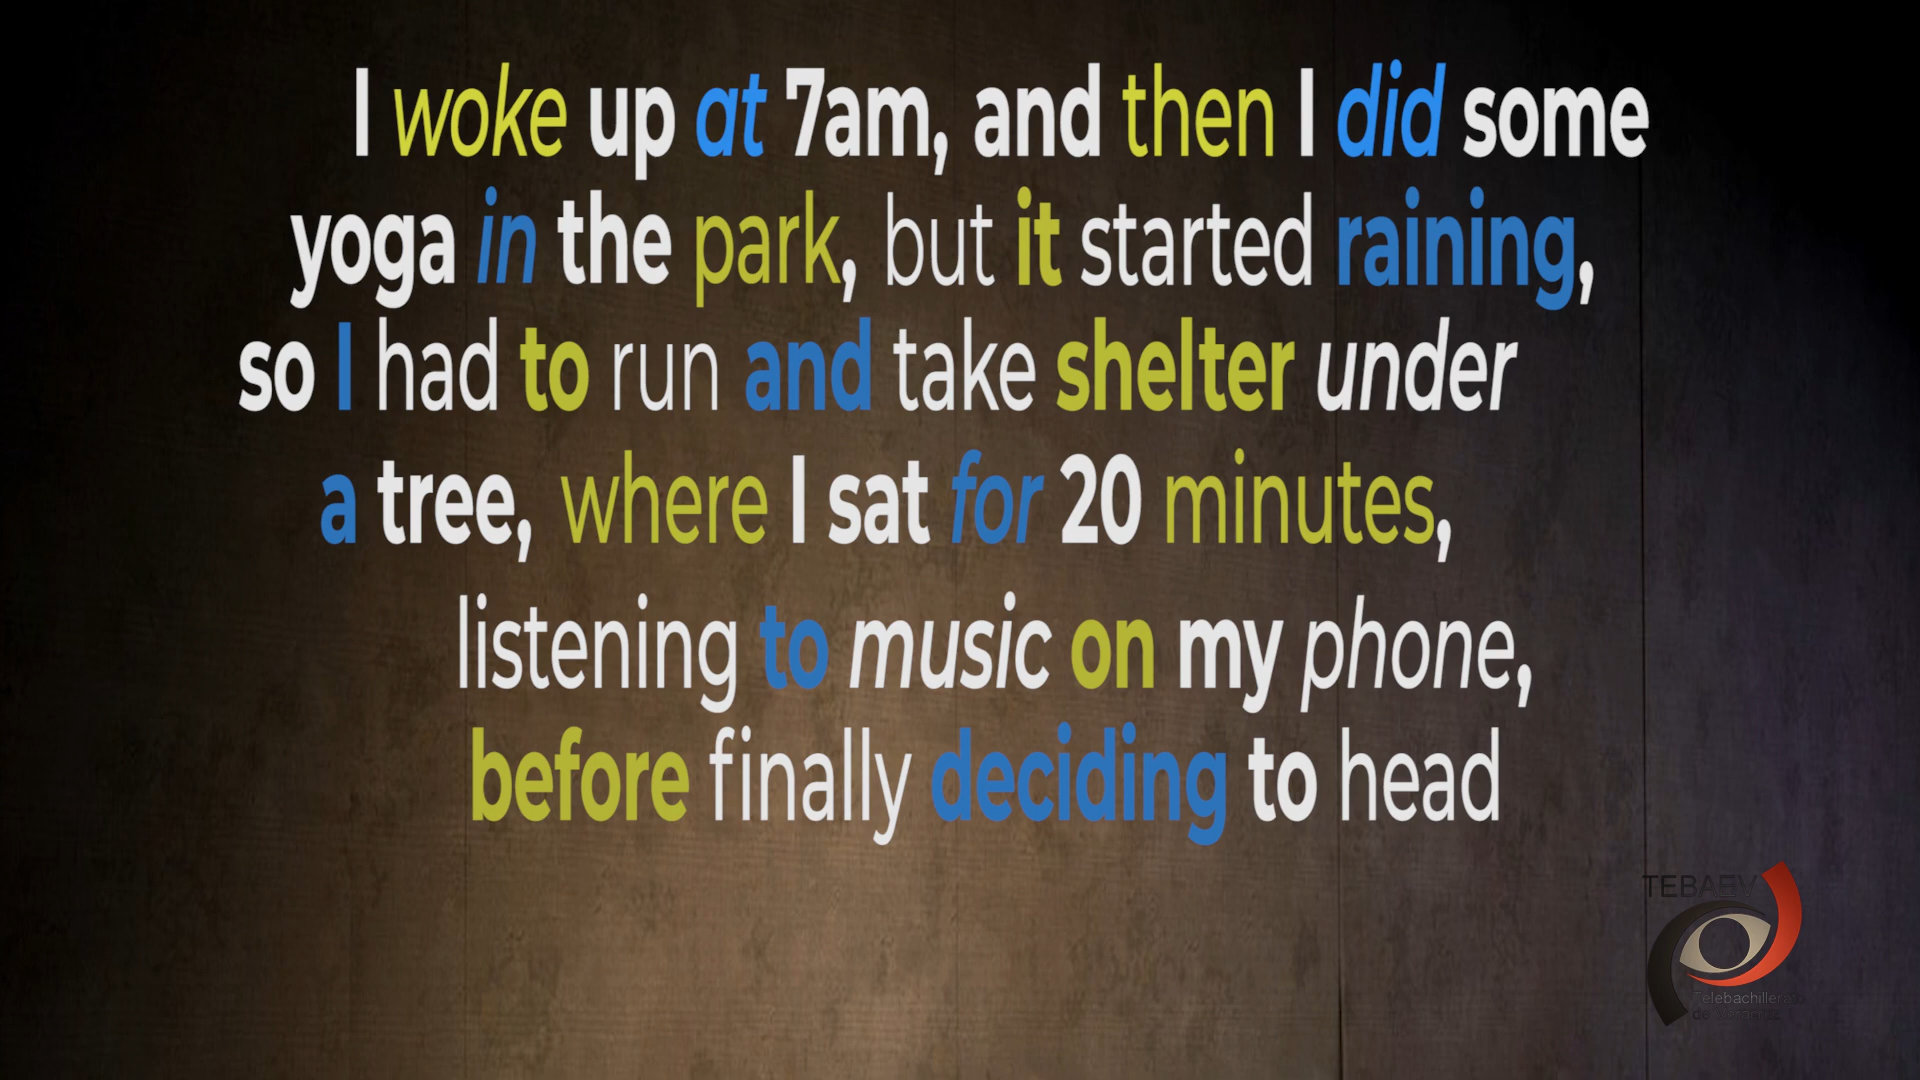 I woke up at 7am, and then I did some
yoga in the park, but it started raining,
so I had to run and take shelter under
a tree, where I sat for 20 minutes,
listening to music on my phone,
before finally deciding to head
TEBAEV
Telebachillerato
de